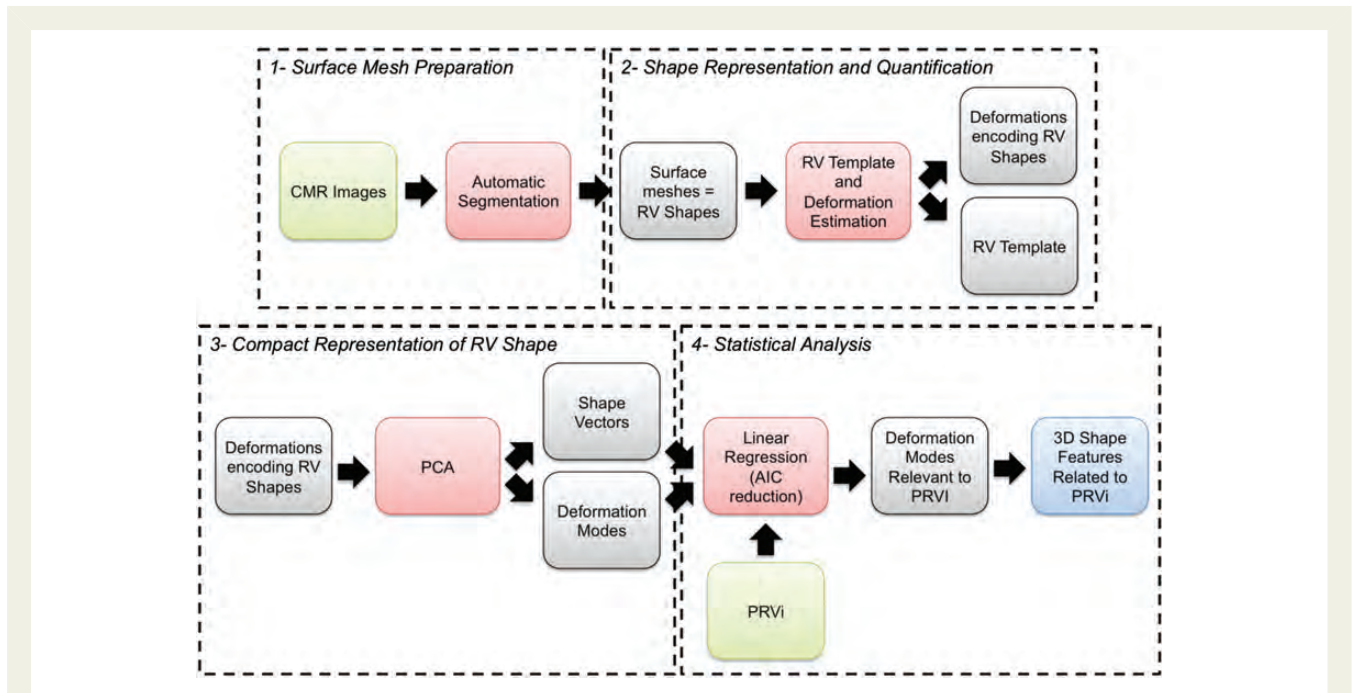 1- Surface Mesh Preparation
CMR Images
Automatic
Segmentation
2- Shape Representation and Quantification
Surface
meshes =
RV Shapes
RV Template
and
Deformation
Estimation
Deformations
encoding RV
Shapes
RV Template
3- Compact Representation of RV Shape
Deformations
encoding RV
Shapes
PCA
Shape
Vectors
Deformation
Modes
4- Statistical Analysis
Linear
Regression
(AIC
reduction)
PRVi
Deformation
Modes
Relevant to
PRVI
3D Shape
Features
Related to
PRVi